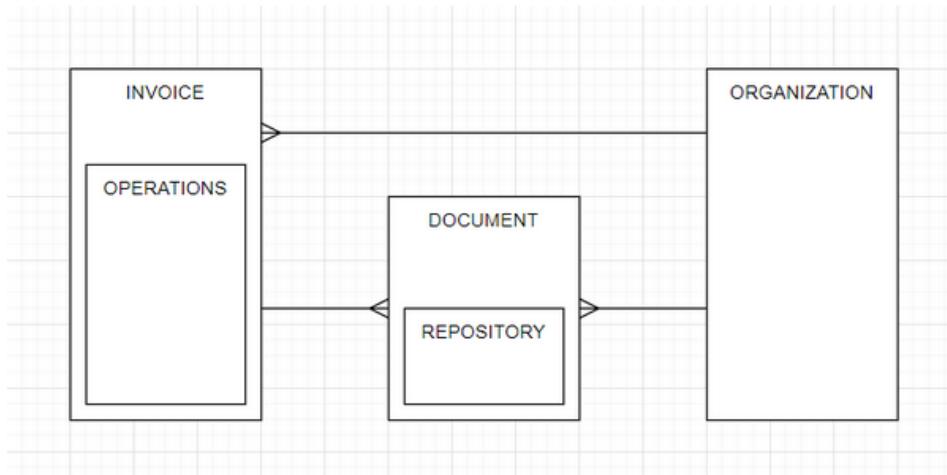 INVOICE
ORGANIZATION
OPERATIONS
DOCUMENT
REPOSITORY